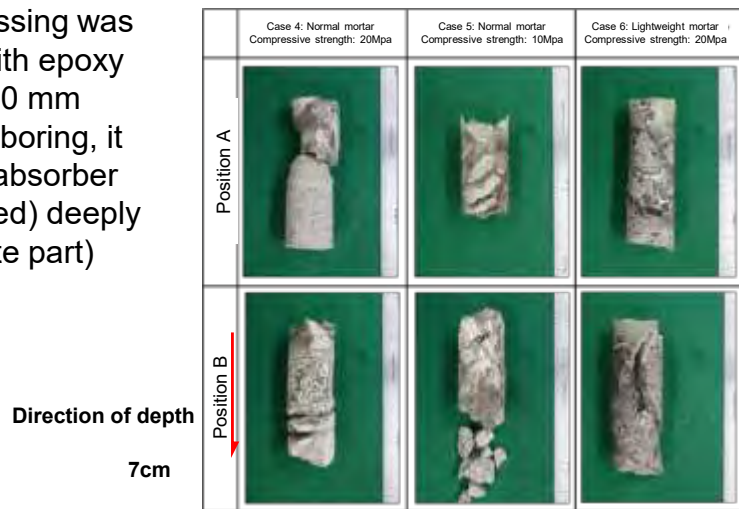 ssing was
ith epoxy
0 mm
boring, it
absorber
ed) deeply
te part)
Case 4: Normal mortar
Compressive strength: 20Mpa
Case 5: Normal mortar
Compressive strength: 10Mpa
Case 6: Lightweight mortar
Compressive strength: 20Mpa
Position A
Position B
Direction of depth
7cm